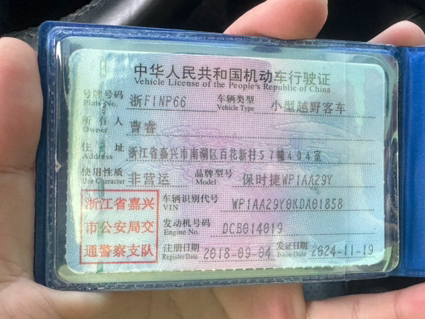 中华人民共和国机动车行驶证
Vehicle License of the People's Republic of China
号牌号码 浙F1NP66 车辆类型 小型越野客车
Plate No. Vehicle Type
所有人 曹睿
Owner
住址 浙江省嘉兴市南湖区百花新村57幢404室
Address
使用性质 非营运 品牌型号 保时捷WP1AA29Y
Use Character Model
浙江省嘉兴
市公安局交
通警察支队
车辆识别代号 WP1AA29Y0KDA01858
VIN
发动机号码 DCB014019
Engine No.
注册日期 2018-09-04 发证日期 2024-11-19
Register Date Issue Date